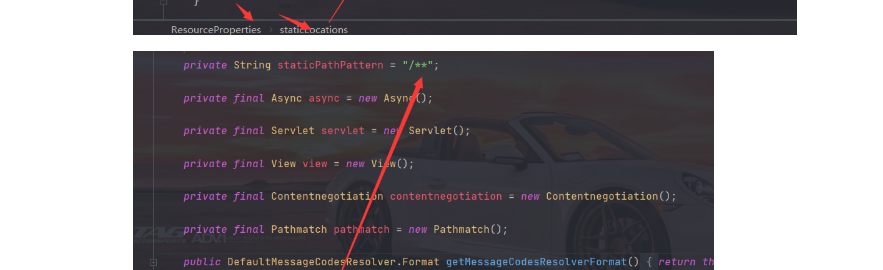 }
ResourceProperties › staticLocations
private String staticPathPattern = "/**";
private final Async async = new Async();
private final Servlet servlet = new Servlet();
private final View view = new View();
private final Contentnegotiation contentnegotiation = new Contentnegotiation();
private final Pathmatch pathmatch = new Pathmatch();
public DefaultMessageCodesResolver.Format getMessageCodesResolverFormat() { return th